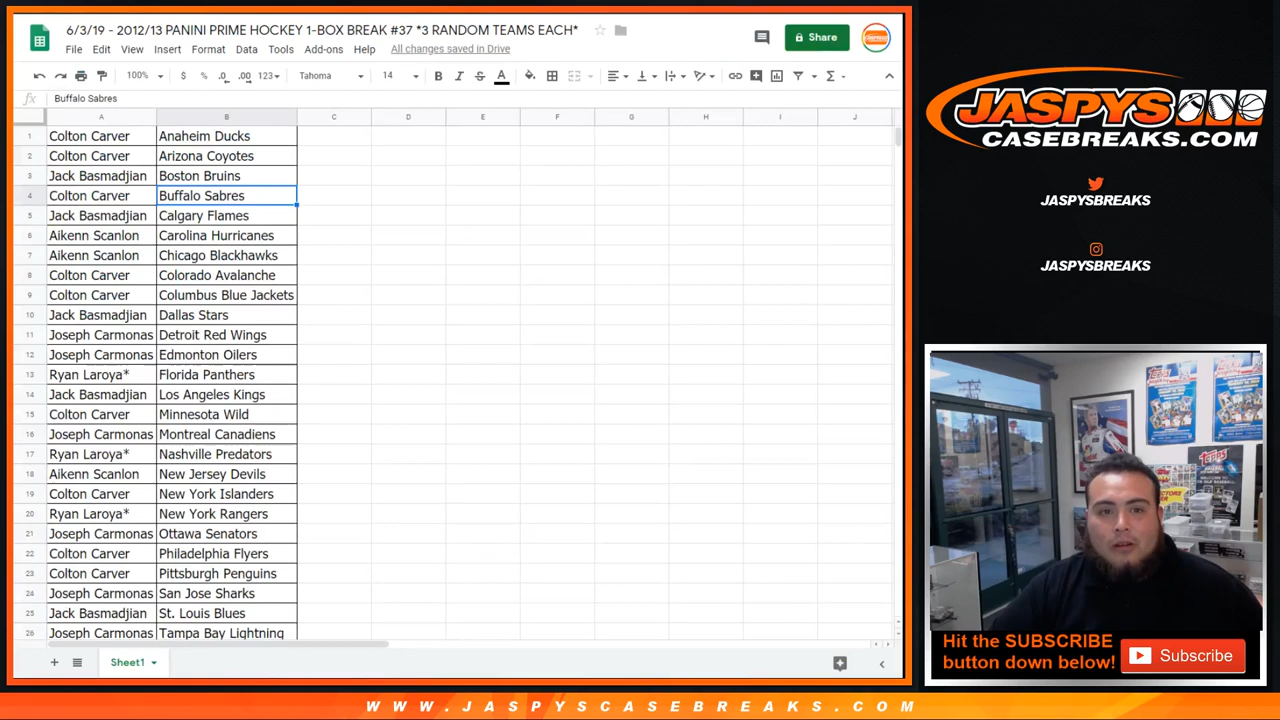 6/3/19 - 2012/13 PANINI PRIME HOCKEY 1-BOX BREAK #37 *3 RANDOM TEAMS EACH*
File Edit View Insert Format Data Tools Add-ons Help All changes saved in Drive
Share
100% $ % .0 .00 123 Tahoma 14 B I S A
fx Buffalo Sabres
A B C D E F G H I J
1 Colton Carver Anaheim Ducks
2 Colton Carver Arizona Coyotes
3 Jack Basmadjian Boston Bruins
4 Colton Carver Buffalo Sabres
5 Jack Basmadjian Calgary Flames
6 Aikenn Scanlon Carolina Hurricanes
7 Aikenn Scanlon Chicago Blackhawks
8 Colton Carver Colorado Avalanche
9 Colton Carver Columbus Blue Jackets
10 Jack Basmadjian Dallas Stars
11 Joseph Carmonas Detroit Red Wings
12 Joseph Carmonas Edmonton Oilers
13 Ryan Laroya* Florida Panthers
14 Jack Basmadjian Los Angeles Kings
15 Colton Carver Minnesota Wild
16 Joseph Carmonas Montreal Canadiens
17 Ryan Laroya* Nashville Predators
18 Aikenn Scanlon New Jersey Devils
19 Colton Carver New York Islanders
20 Ryan Laroya* New York Rangers
21 Joseph Carmonas Ottawa Senators
22 Colton Carver Philadelphia Flyers
23 Colton Carver Pittsburgh Penguins
24 Joseph Carmonas San Jose Sharks
25 Jack Basmadjian St. Louis Blues
26 Joseph Carmonas Tampa Bay Lightning
Sheet1
JASPYS
CASEBREAKS.COM
JASPYSBREAKS
JASPYSBREAKS
TOPPS
Hit the SUBSCRIBE
button down below!
Subscribe
WWW.JASPYSCASEBREAKS.COM